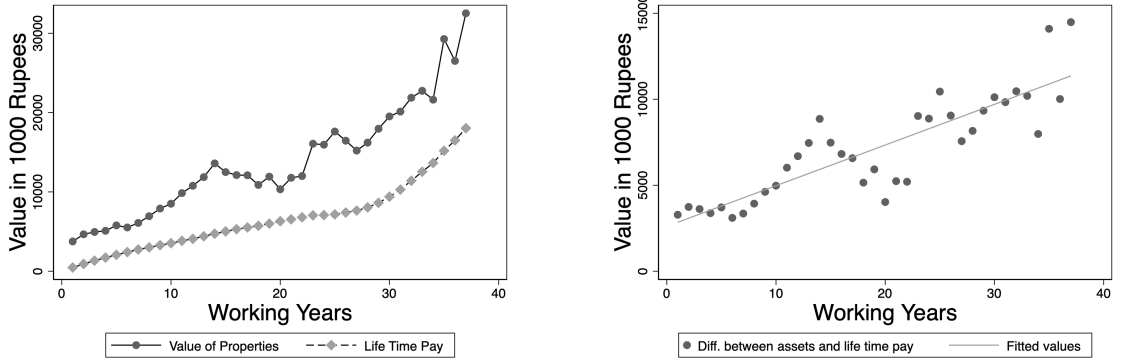 Value in 1000 Rupees
30000
20000
10000
0
0 10 20 30 40
Working Years
Value of Properties Life Time Pay
Value in 1000 Rupees
15000
10000
5000
0
0 10 20 30 40
Working Years
Diff. between assets and life time pay Fitted values